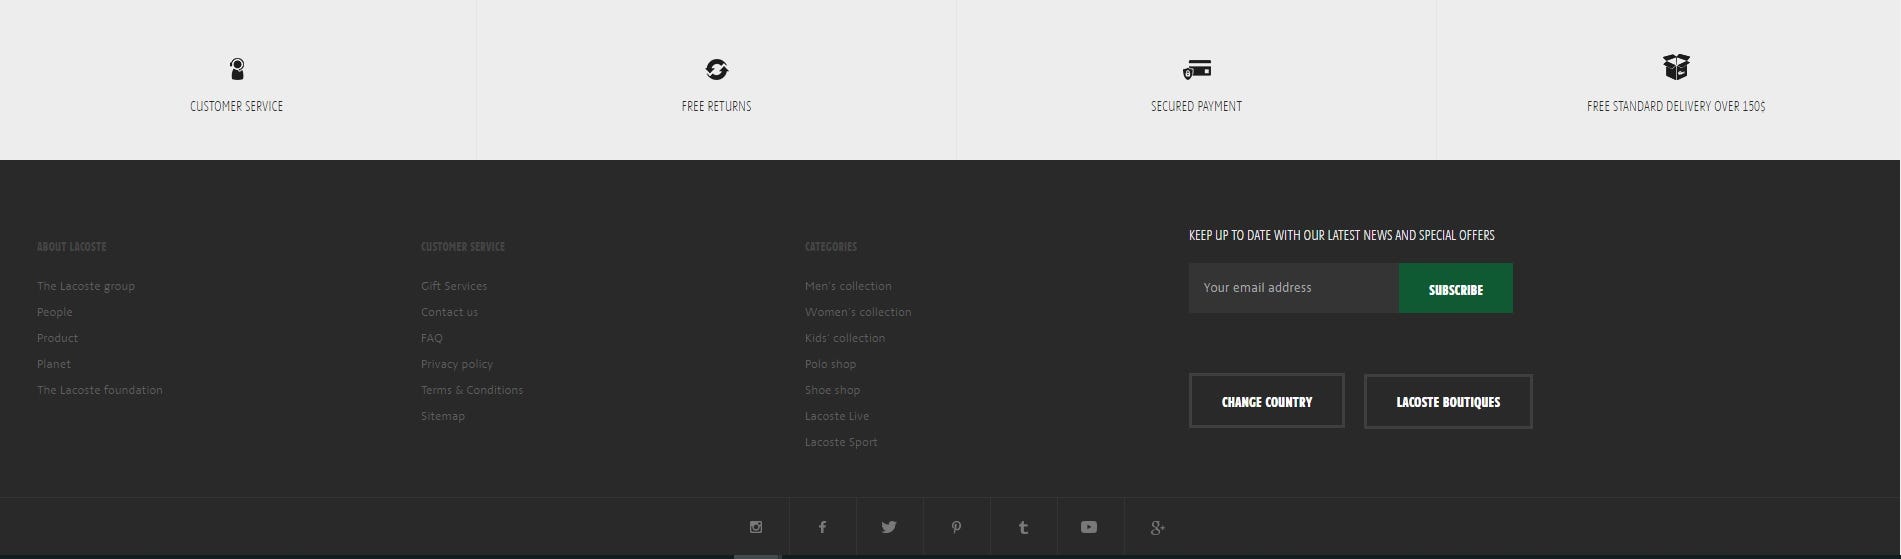 CUSTOMER SERVICE
FREE RETURNS
SECURED PAYMENT
FREE STANDARD DELIVERY OVER 150$
ABOUT LACOSTE
The Lacoste group
People
Product
Planet
The Lacoste foundation
CUSTOMER SERVICE
Gift Services
Contact us
FAQ
Privacy policy
Terms & Conditions
Sitemap
CATEGORIES
Men's collection
Women's collection
Kids' collection
Polo shop
Shoe shop
Lacoste Live
Lacoste Sport
KEEP UP TO DATE WITH OUR LATEST NEWS AND SPECIAL OFFERS
Your email address
SUBSCRIBE
CHANGE COUNTRY
LACOSTE BOUTIQUES